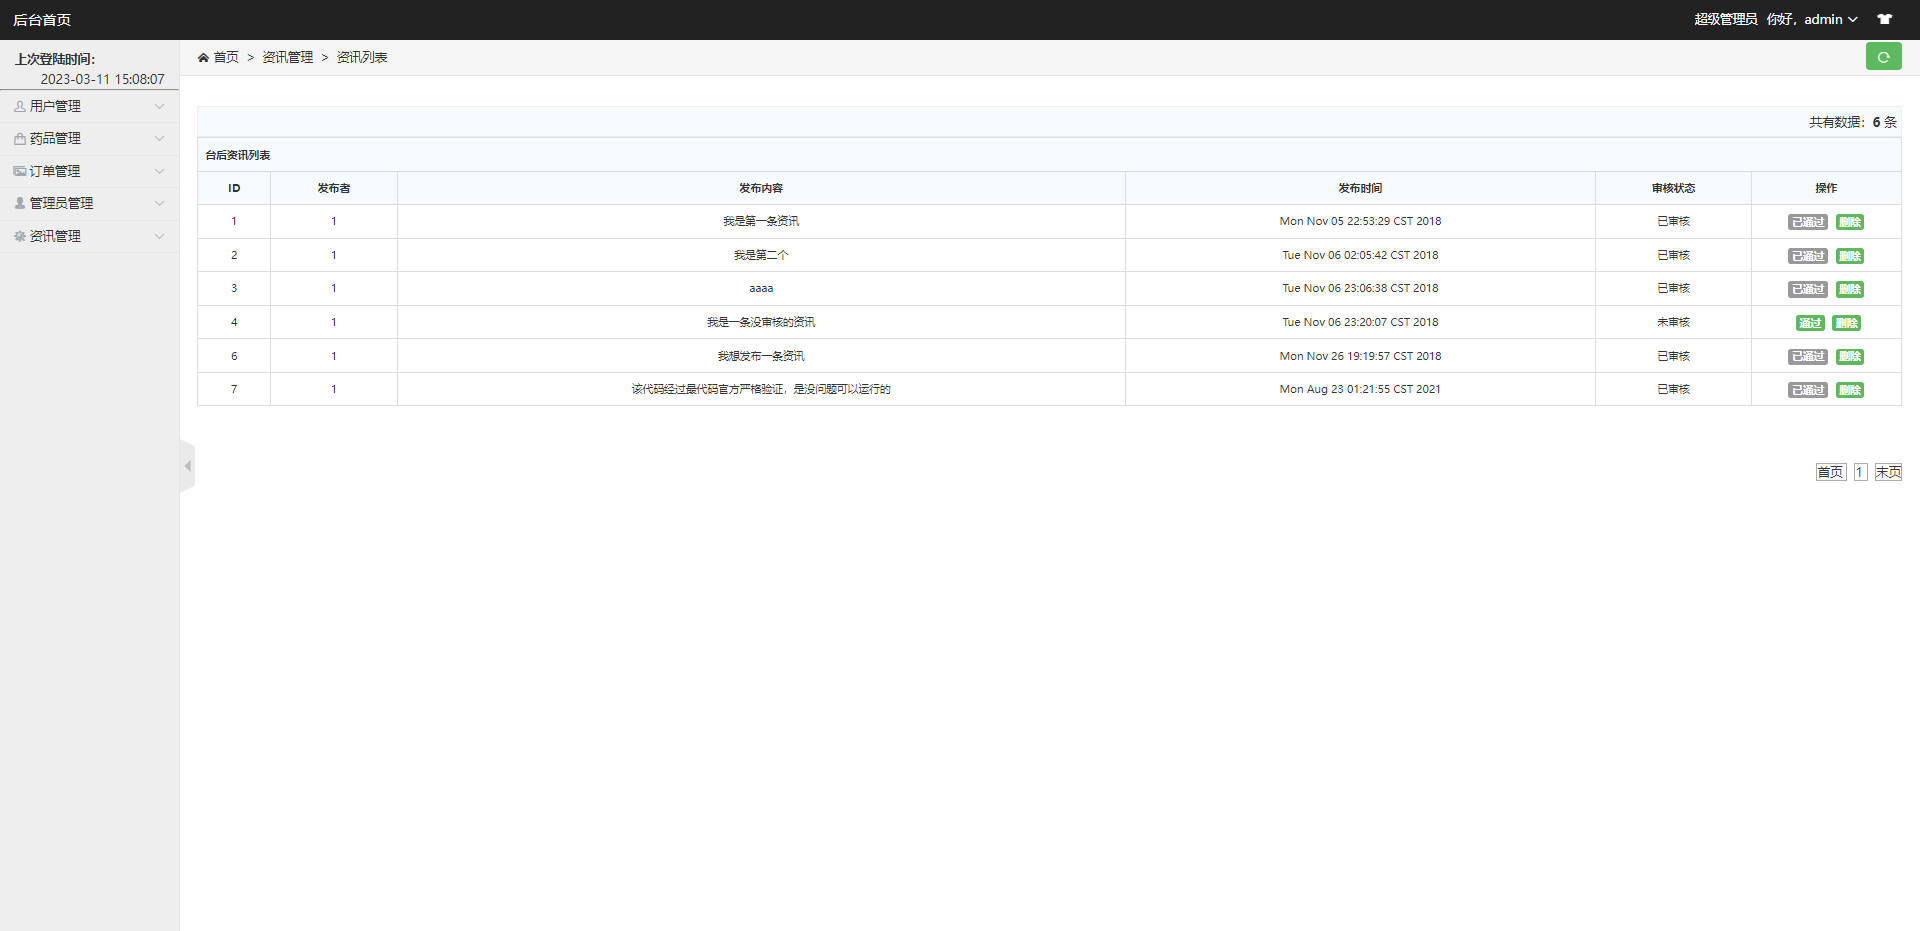 后台首页
超级管理员 你好，admin
上次登陆时间：
2023-03-11 15:08:07
用户管理
药品管理
订单管理
管理员管理
资讯管理
首页 > 资讯管理 > 资讯列表
共有数据：6 条
台后资讯列表
ID 发布者 发布内容 发布时间 审核状态 操作
1 1 我是第一条资讯 Mon Nov 05 22:53:29 CST 2018 已审核 已通过 删除
2 1 我是第二个 Tue Nov 06 02:05:42 CST 2018 已审核 已通过 删除
3 1 aaaa Tue Nov 06 23:06:38 CST 2018 已审核 已通过 删除
4 1 我是一条没审核的资讯 Tue Nov 06 23:20:07 CST 2018 未审核 通过 删除
6 1 我想发布一条资讯 Mon Nov 26 19:19:57 CST 2018 已审核 已通过 删除
7 1 该代码经过最代码官方严格验证，是没问题可以运行的 Mon Aug 23 01:21:55 CST 2021 已审核 已通过 删除
首页 1 末页